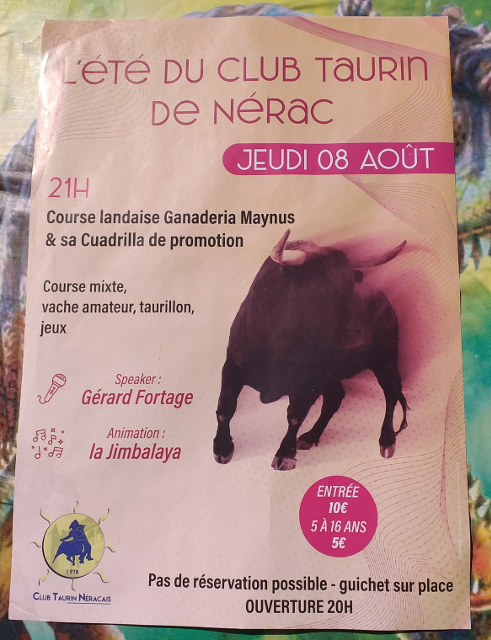 L'ÉTÉ DU CLUB TAURIN
DE NÉRAC
JEUDI 08 AOÛT
21H
Course landaise Ganaderia Maynus
& sa Cuadrilla de promotion
Course mixte,
vache amateur, taurillon,
jeux
Speaker :
Gérard Fortage
Animation :
la Jimbalaya
ENTRÉE
10€
5 À 16 ANS
5€
1978
CLUB TAURIN NÉRACAIS
Pas de réservation possible - guichet sur place
OUVERTURE 20H